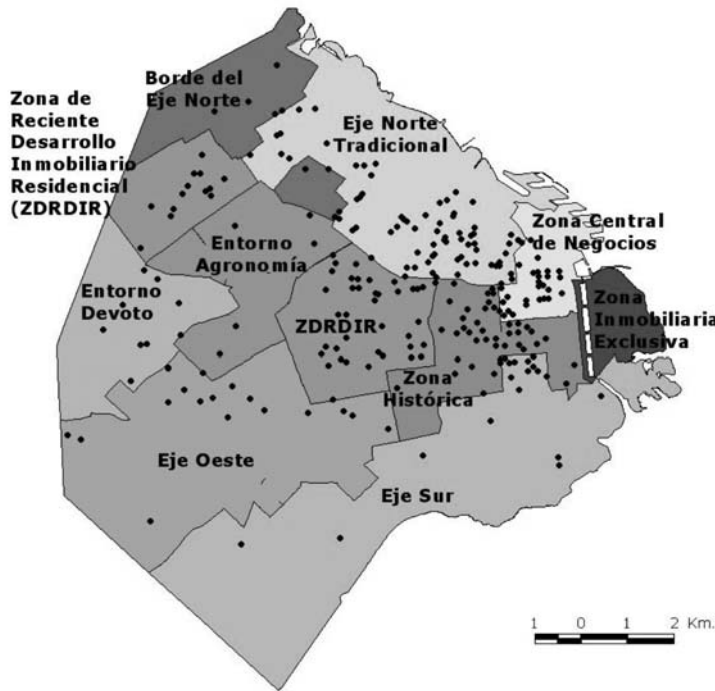 Borde del
Eje Norte
Zona de
Reciente
Desarrollo
Inmobiliario
Residencial
(ZDRDIR)
Eje Norte
Tradicional
Zona Central
de Negocios
Entorno
Agronomía
Entorno
Devoto
ZDRDIR
Zona
Inmobiliaria
Exclusiva
Zona
Histórica
Eje Oeste
Eje Sur
1 0 1 2 Km.